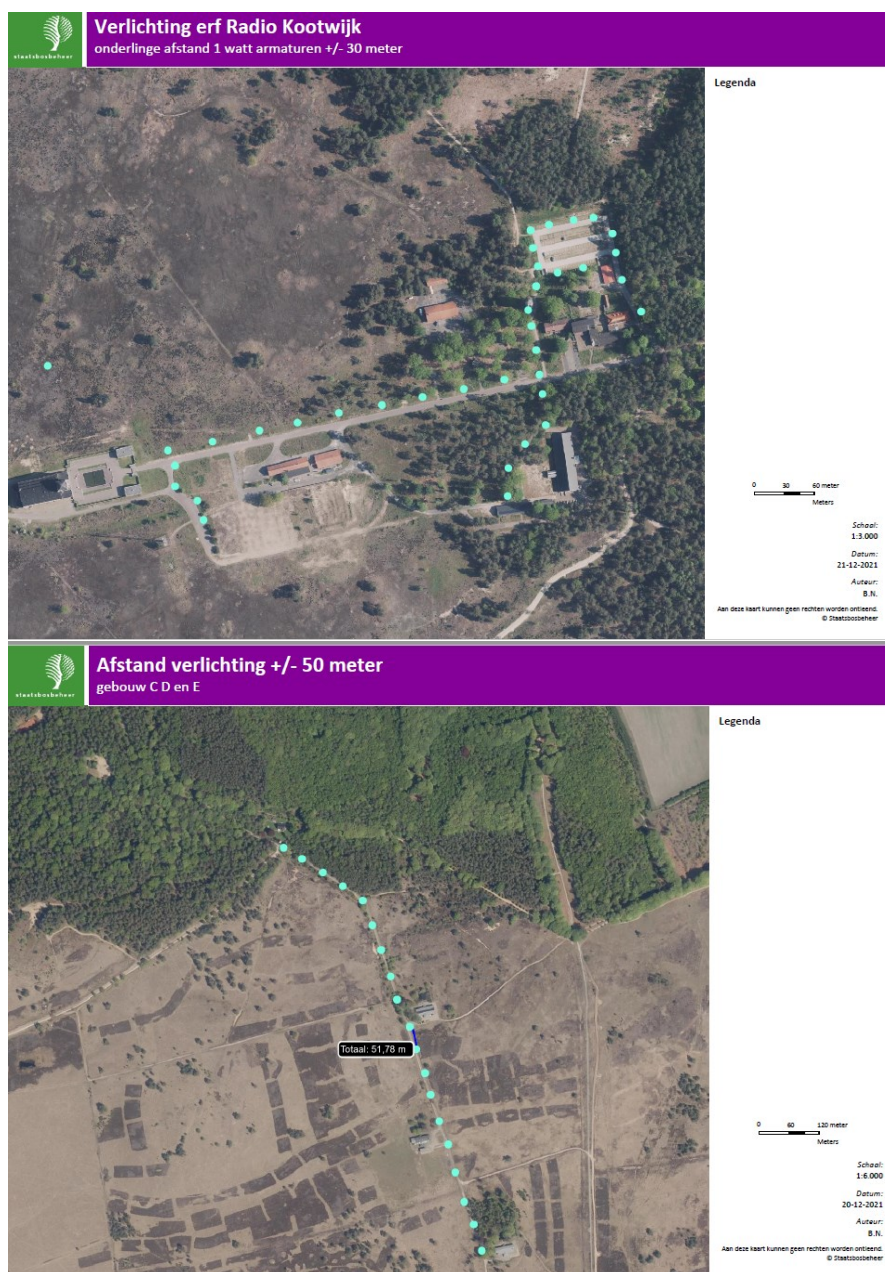 staatsbosbeheer
Verlichting erf Radio Kootwijk
onderlinge afstand 1 watt armaturen +/- 30 meter
Legenda
0 30 60 meter
Meters
Schaal:
1:3.000
Datum:
21-12-2021
Auteur:
B.N.
Aan deze kaart kunnen geen rechten worden ontleend.
© Staatsbosbeheer
staatsbosbeheer
Afstand verlichting +/- 50 meter
gebouw C D en E
Legenda
Totaal: 51,78 m
0 60 120 meter
Meters
Schaal:
1:6.000
Datum:
20-12-2021
Auteur:
B.N.
Aan deze kaart kunnen geen rechten worden ontleend.
© Staatsbosbeheer